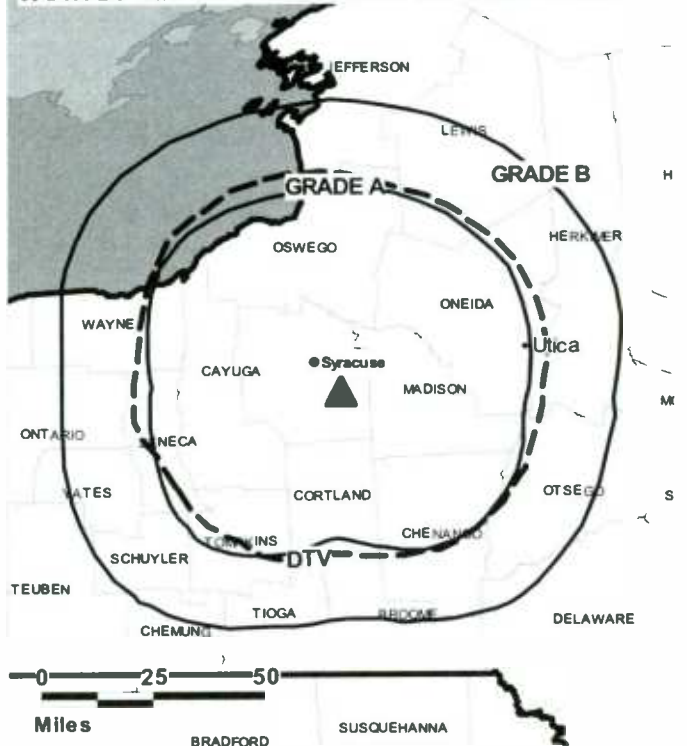 JEFFERSON
LEWIS
GRADE B
H
GRADE A
HERKIMER
OSWEGO
ONEIDA
WAYNE
Utica
Syracuse
CAYUGA
MADISON
ONTARIO
NECA
YATES
CORTLAND
OTSEGO
S
CHENANGO
TOMPKINS
DTV
SCHUYLER
TEUBEN
TIOGA
BROOME
DELAWARE
CHEMUNG
0 25 50
Miles
SUSQUEHANNA
BRADFORD